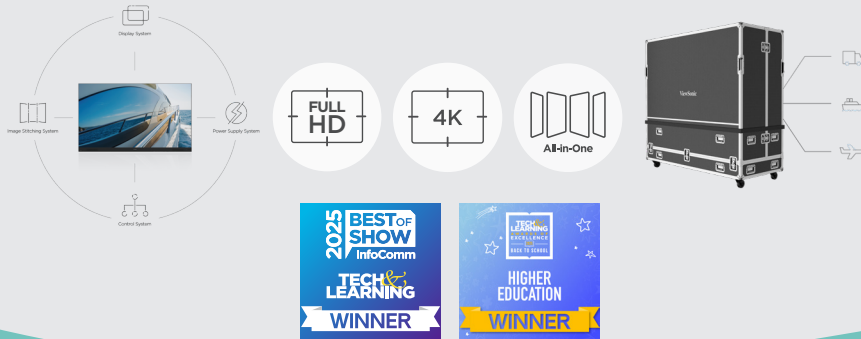 Display System
Image Stitching System
Power Supply System
Control System
FULL
HD
4K
All-in-One
ViewSonic
2025
BEST OF
SHOW
InfoComm
TECH &
LEARNING
WINNER
TECH &
LEARNING
EXCELLENCE
BACK TO SCHOOL
HIGHER
EDUCATION
WINNER